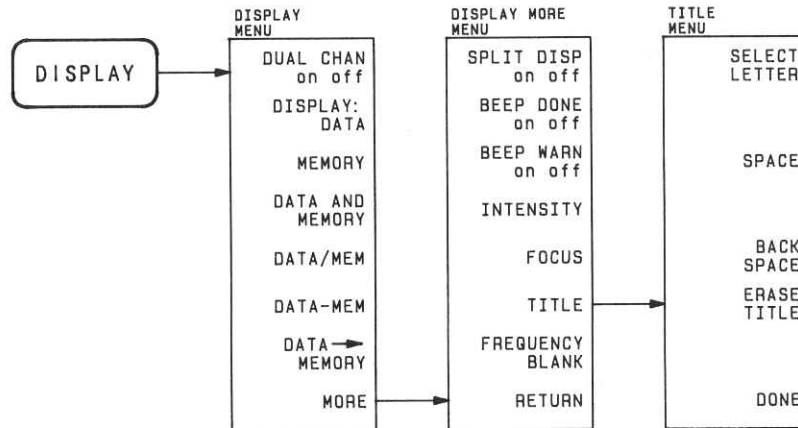 DISPLAY
DISPLAY
MENU
DUAL CHAN
on off
DISPLAY:
DATA
MEMORY
DATA AND
MEMORY
DATA/MEM
DATA-MEM
DATA→
MEMORY
MORE
DISPLAY MORE
MENU
SPLIT DISP
on off
BEEP DONE
on off
BEEP WARN
on off
INTENSITY
FOCUS
TITLE
FREQUENCY
BLANK
RETURN
TITLE
MENU
SELECT
LETTER
SPACE
BACK
SPACE
ERASE
TITLE
DONE